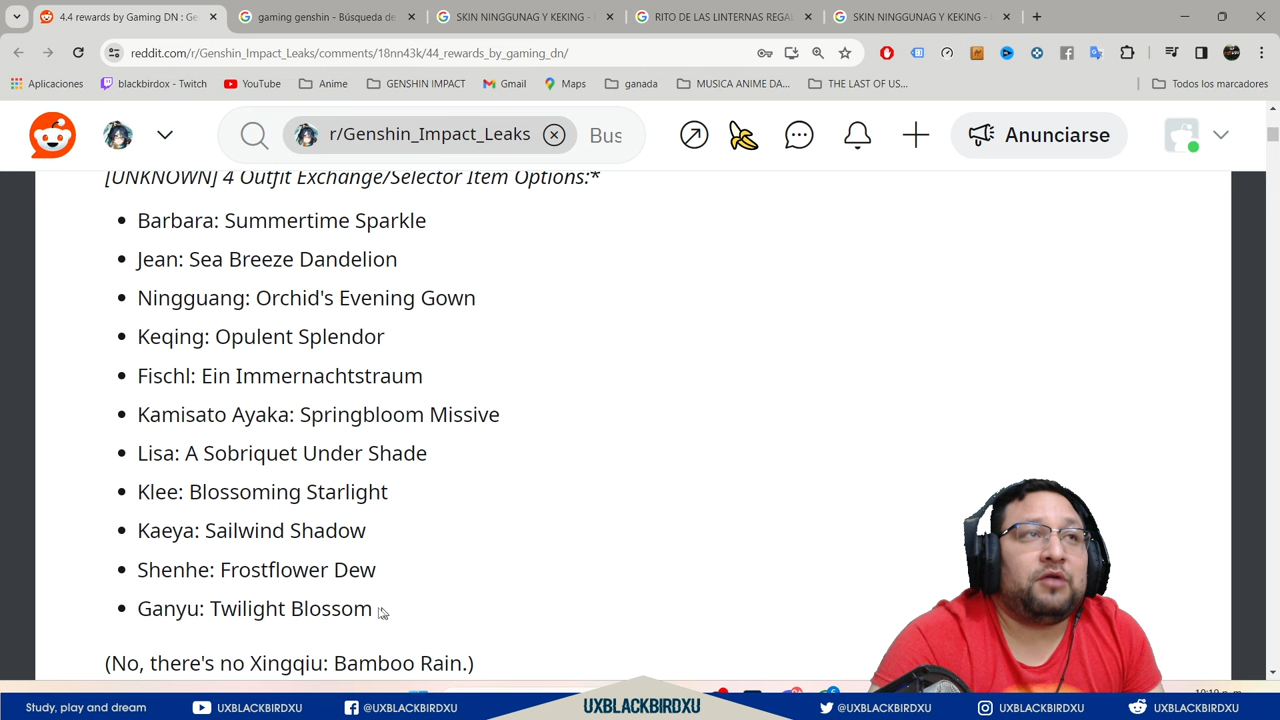 4.4 rewards by Gaming DN : Ge
gaming genshin - Búsqueda de
SKIN NINGGUNAG Y KEKING -
RITO DE LAS LINTERNAS REGAL
SKIN NINGGUNAG Y KEKING -
reddit.com/r/Genshin_Impact_Leaks/comments/18nn43k/44_rewards_by_gaming_dn/
Aplicaciones
blackbirdox - Twitch
YouTube
Anime
GENSHIN IMPACT
Gmail
Maps
ganada
MUSICA ANIME DA...
THE LAST OF US...
Todos los marcadores
r/Genshin_Impact_Leaks
Bus
Anunciarse
[UNKNOWN] 4 Outfit Exchange/Selector Item Options:*
• Barbara: Summertime Sparkle
• Jean: Sea Breeze Dandelion
• Ningguang: Orchid's Evening Gown
• Keqing: Opulent Splendor
• Fischl: Ein Immernachtstraum
• Kamisato Ayaka: Springbloom Missive
• Lisa: A Sobriquet Under Shade
• Klee: Blossoming Starlight
• Kaeya: Sailwind Shadow
• Shenhe: Frostflower Dew
• Ganyu: Twilight Blossom
(No, there's no Xingqiu: Bamboo Rain.)
Study, play and dream
UXBLACKBIRDXU
@UXBLACKBIRDXU
UXBLACKBIRDXU
@UXBLACKBIRDXU
UXBLACKBIRDXU
UXBLACKBIRDXU